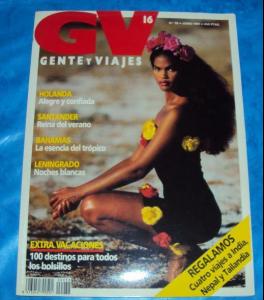 GV
16
GENTE Y VIAJES
HOLANDA
Alegre y confiada
SANTANDER
Reina del verano
BAHAMAS
La esencia del trópico
LENINGRADO
Noches blancas
EXTRA VACACIONES
100 destinos para todos
los bolsillos
REGALAMOS
Cuatro viajes a India,
Nepal y Tailandia